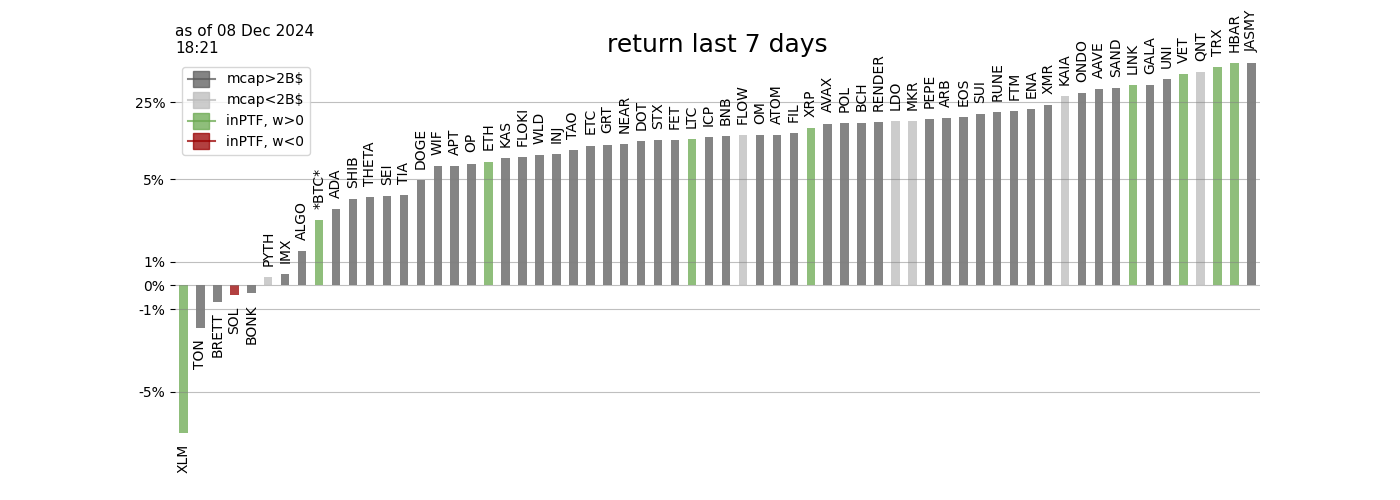 as of 08 Dec 2024
18:21
return last 7 days
mcap>2B$
mcap<2B$
inPTF, w>0
inPTF, w<0
25%
5%
1%
0%
-1%
-5%
XLM
TON
BRETT
SOL
BONK
PYTH
IMX
ALGO
*BTC*
ADA
SHIB
THETA
SEI
TIA
DOGE
WIF
APT
OP
ETH
KAS
FLOKI
WLD
INJ
TAO
ETC
GRT
NEAR
DOT
STX
FET
LTC
ICP
BNB
FLOW
OM
ATOM
FIL
XRP
AVAX
POL
BCH
RENDER
LDO
MKR
PEPE
ARB
EOS
SUI
RUNE
FTM
ENA
XMR
KAIA
ONDO
AAVE
SAND
LINK
GALA
UNI
VET
QNT
TRX
HBAR
JASMY